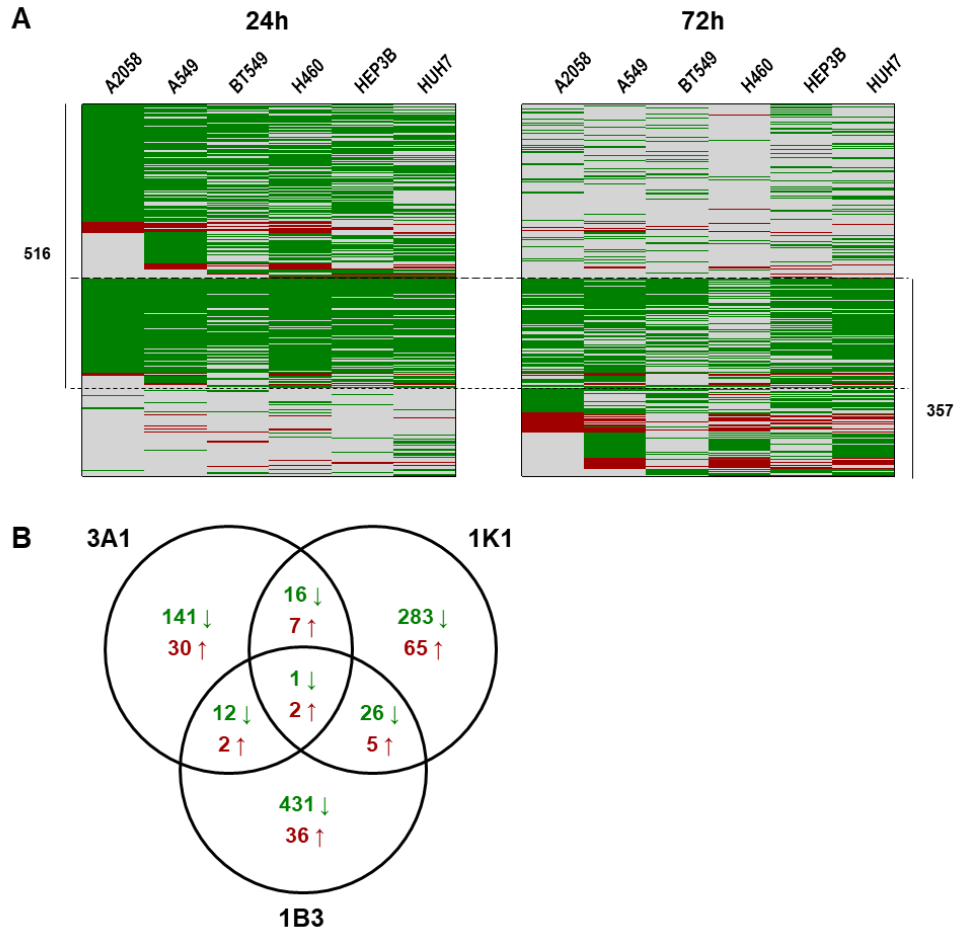 A
24h
72h
A2058
A549
BT549
H460
HEP3B
HUH7
A2058
A549
BT549
H460
HEP3B
HUH7
516
357
B
3A1
1K1
141 ↓
30 ↑
16 ↓
7 ↑
283 ↓
65 ↑
1 ↓
2 ↑
12 ↓
2 ↑
26 ↓
5 ↑
431 ↓
36 ↑
1B3